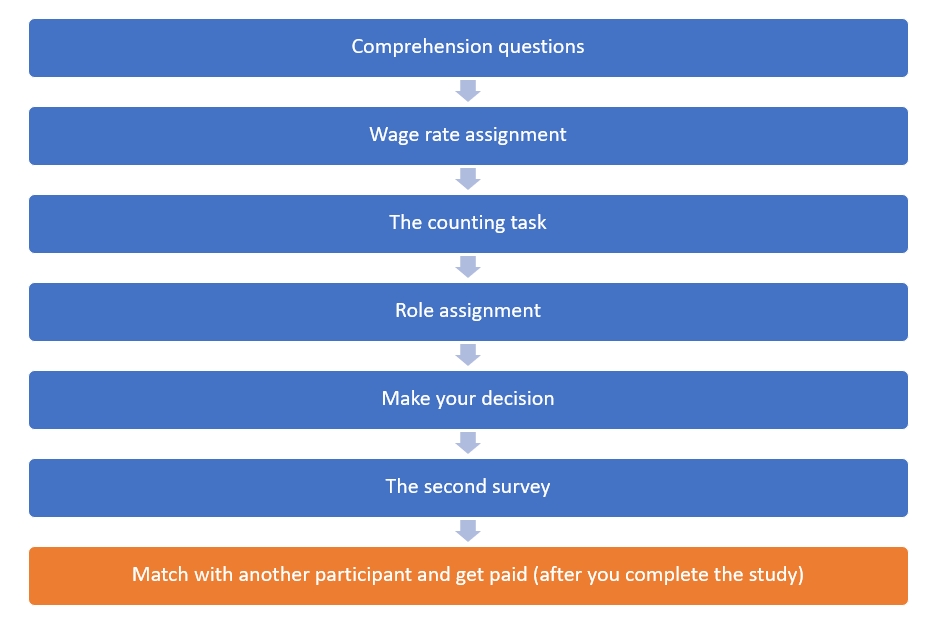 Comprehension questions
Wage rate assignment
The counting task
Role assignment
Make your decision
The second survey
Match with another participant and get paid (after you complete the study)